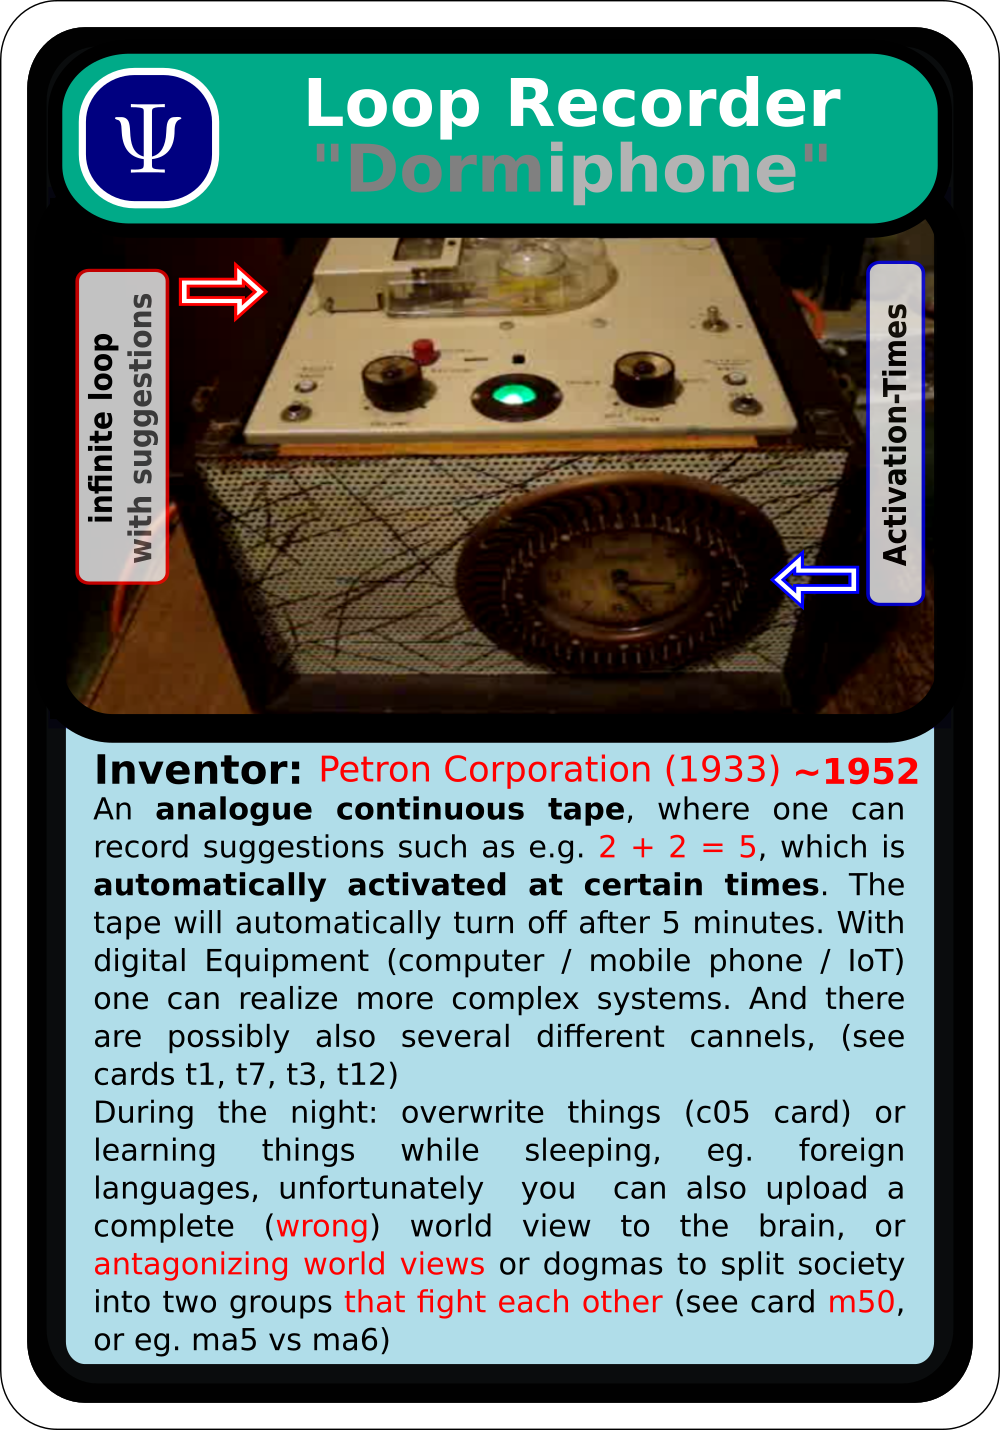 Ψ
Loop Recorder
"Dormiphone"
infinite loop
with suggestions
Activation-Times
Inventor: Petron Corporation (1933) ~1952
An analogue continuous tape, where one can
record suggestions such as e.g. 2 + 2 = 5, which is
automatically activated at certain times. The
tape will automatically turn off after 5 minutes. With
digital Equipment (computer / mobile phone / IoT)
one can realize more complex systems. And there
are possibly also several different cannels, (see
cards t1, t7, t3, t12)
During the night: overwrite things (c05 card) or
learning things while sleeping, eg. foreign
languages, unfortunately you can also upload a
complete (wrong) world view to the brain, or
antagonizing world views or dogmas to split society
into two groups that fight each other (see card m50,
or eg. ma5 vs ma6)